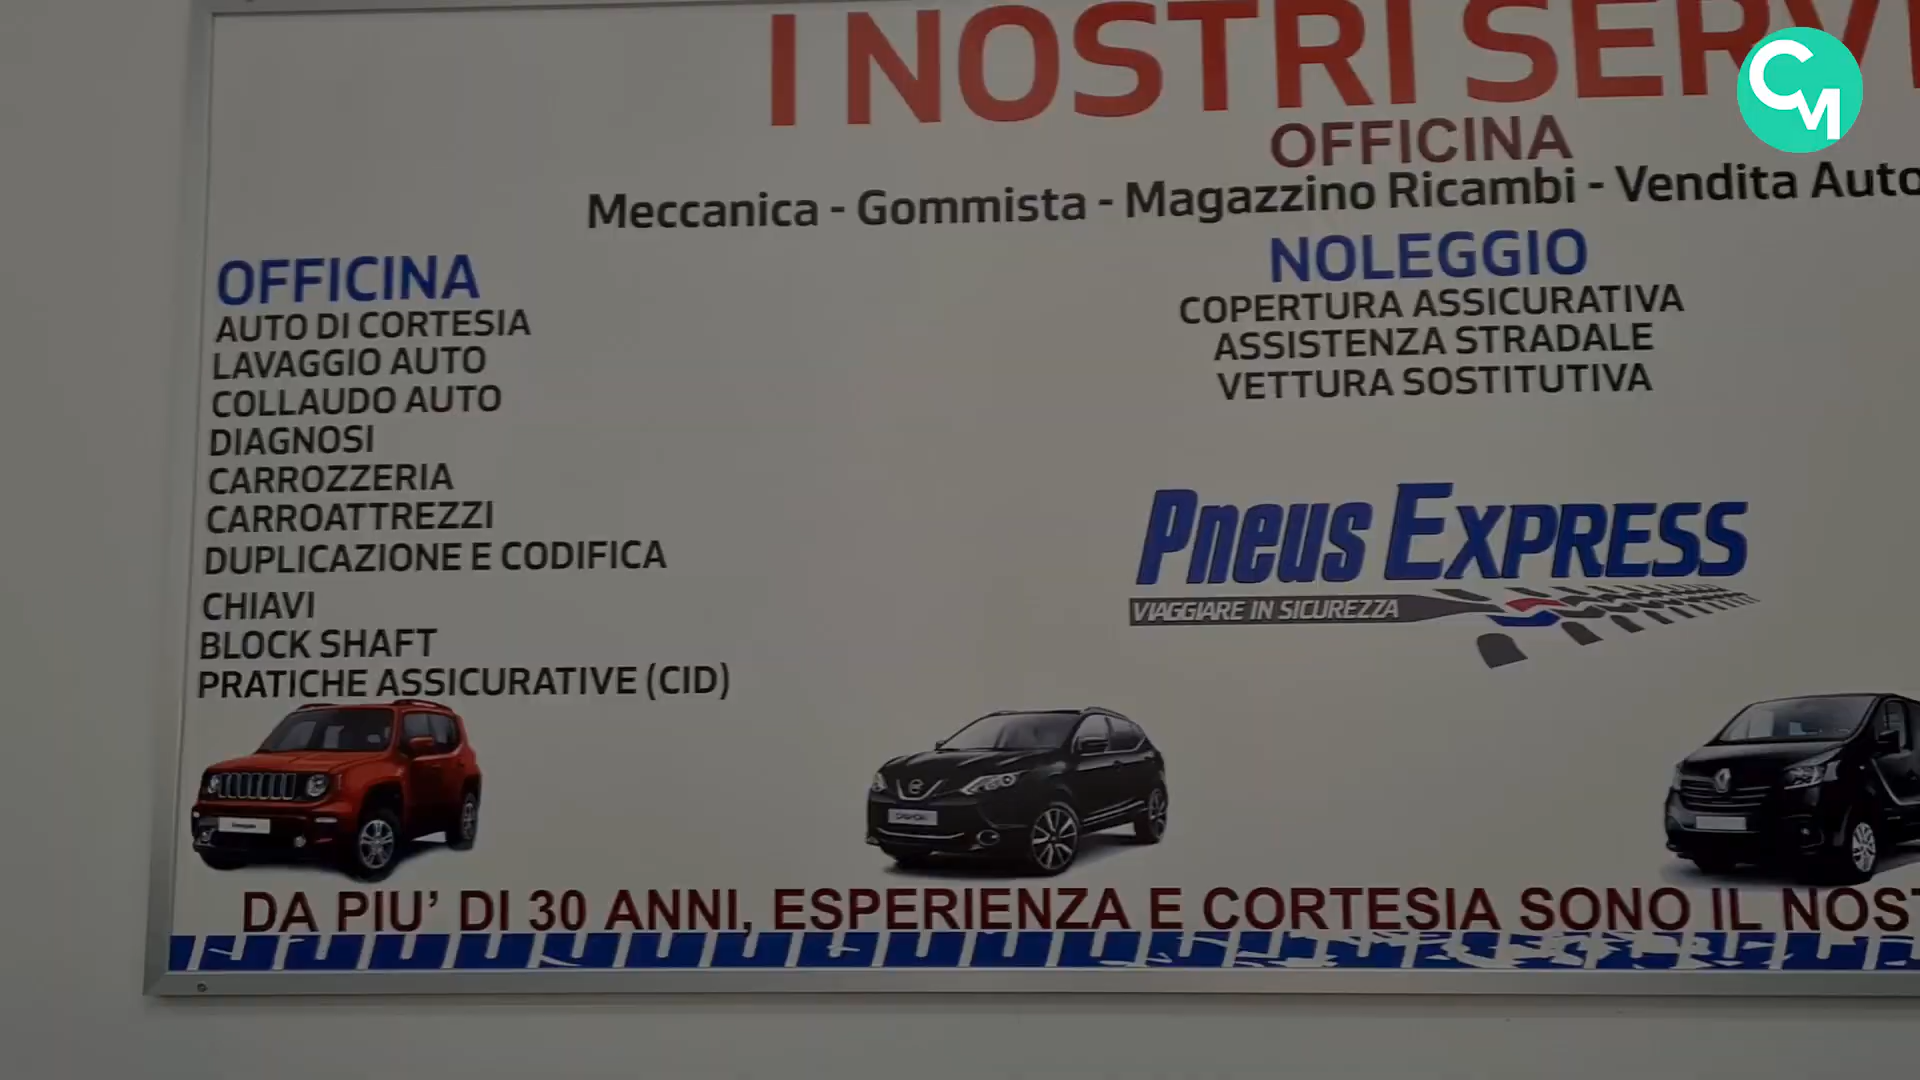 I NOSTRI
CM
OFFICINA
Meccanica - Gommista - Magazzino Ricambi - Vendita Auto
NOLEGGIO
COPERTURA ASSICURATIVA
ASSISTENZA STRADALE
VETTURA SOSTITUTIVA
OFFICINA
AUTO DI CORTESIA
LAVAGGIO AUTO
COLLAUDO AUTO
DIAGNOSI
CARROZZERIA
CARROATTREZZI
DUPLICAZIONE E CODIFICA
CHIAVI
BLOCK SHAFT
PRATICHE ASSICURATIVE (CID)
Pneus Express
VIAGGIARE IN SICUREZZA
DA PIU' DI 30 ANNI, ESPERIENZA E CORTESIA SONO IL